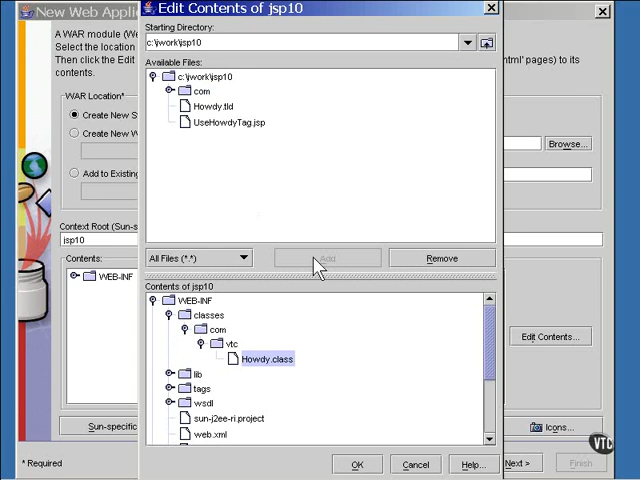 New Web Applic
Edit Contents of jsp10
A WAR module (We
Select the location
Then click the Edit
contents.
html' pages) to its
Starting Directory:
c:\jwork\jsp10
Available Files:
c:\jwork\jsp10
com
Howdy.tld
UseHowdyTag.jsp
WAR Location*
Create New S
Create New W
Browse...
Add to Existing
Context Root (Sun-s
jsp10
All Files (*.*)
Add
Remove
Contents:
WEB-INF
Contents of jsp10
WEB-INF
classes
com
vtc
Howdy.class
lib
tags
wsdl
sun-j2ee-ri.project
web.xml
Edit Contents...
Sun-specific
Icons...
VTC
* Required
OK
Cancel
Help...
Next >
Finish